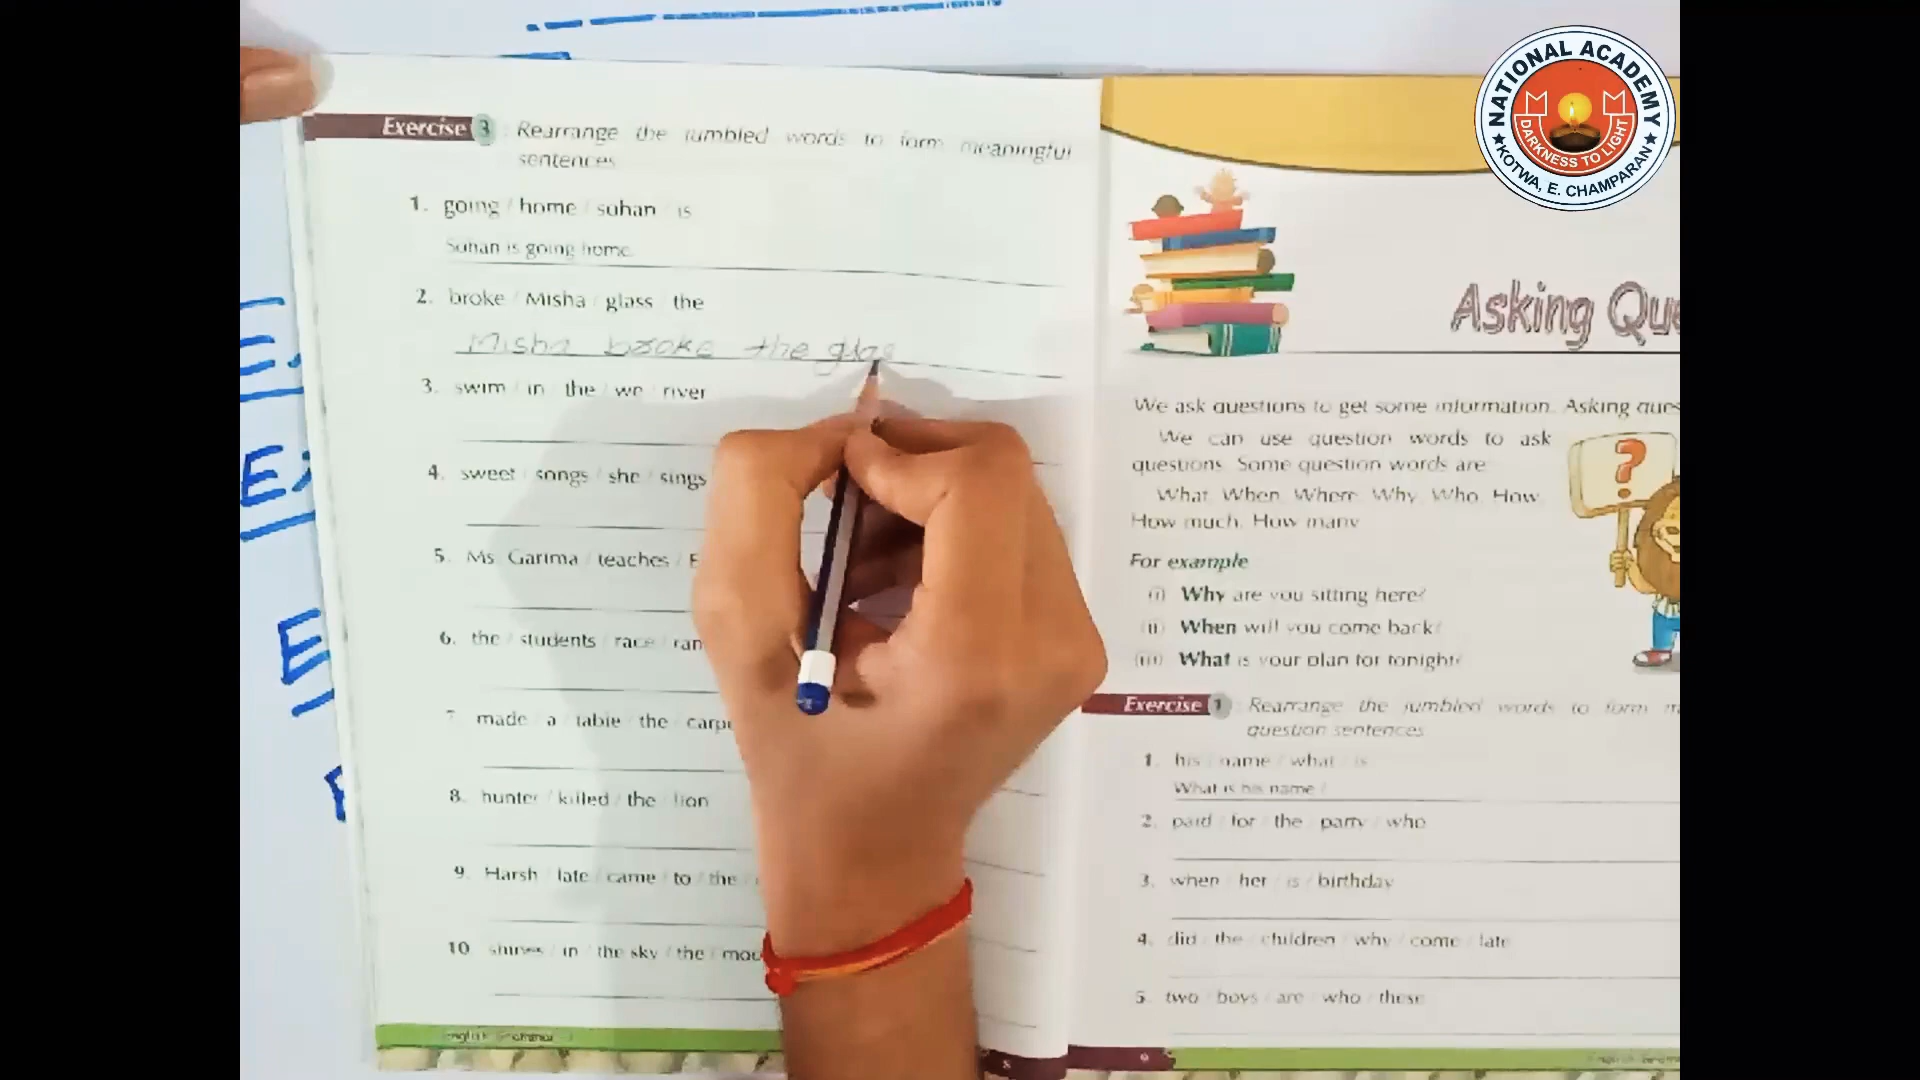 NATIONAL ACADEMY
DARKNESS TO LIGHT
KOTWA, E. CHAMPARAN
Exercise 3 : Rearrange the jumbled words to form meaningful
sentences
1. going / home / suhan / is
Suhan is going home.
2. broke / Misha / glass / the
Misha broke the glas
3. swim / in / the / we / river
4. sweet / songs / she / sings
5. Ms. Garima / teaches / E
6. the / students / race / ran
7. made / a / table / the / carpe
8. hunter / killed / the / lion
9. Harsh / late / came / to / the /
10. shines / in / the sky / the / moo
English Grammar
8
Asking Que
We ask questions to get some information. Asking ques
We can use question words to ask
questions. Some question words are
What, When, Where, Why, Who, How,
How much, How many
?
For example
(i) Why are you sitting here?
(ii) When will you come back?
(iii) What is your plan for tonight?
Exercise 1 : Rearrange the jumbled words to form m
question sentences
1. his / name / what / is
What is his name ?
2. paid / for / the / party / who
3. when / her / is / birthday
4. did / the / children / why / come / late
5. two / boys / are / who / these
9